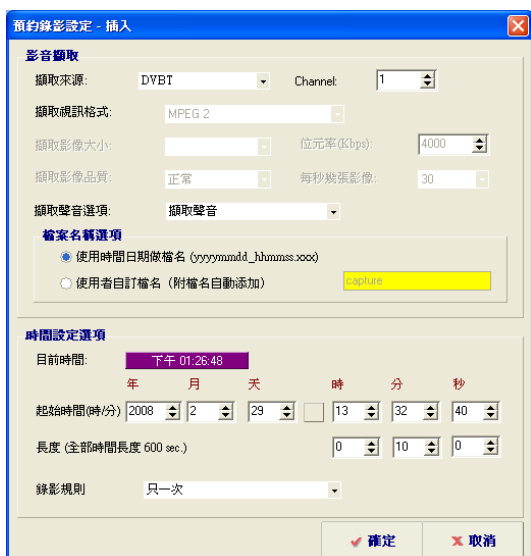 預約錄影設定 - 插入
影音擷取
擷取來源: DVBT Channel: 1
擷取視訊格式: MPEG 2
擷取影像大小: 位元率(Kbps): 4000
擷取影像品質: 正常 每秒幾張影像: 30
擷取聲音選項: 擷取聲音
檔案名稱選項
使用時間日期做檔名 (yyyymmdd_hhmmss.xxx)
使用者自訂檔名（附檔名自動添加） capture
時間設定選項
目前時間: 下午 01:26:48
年 月 天 時 分 秒
起始時間(時/分) 2008 2 29 13 32 40
長度 (全部時間長度 600 sec.) 0 10 0
錄影規則 只一次
確定 取消